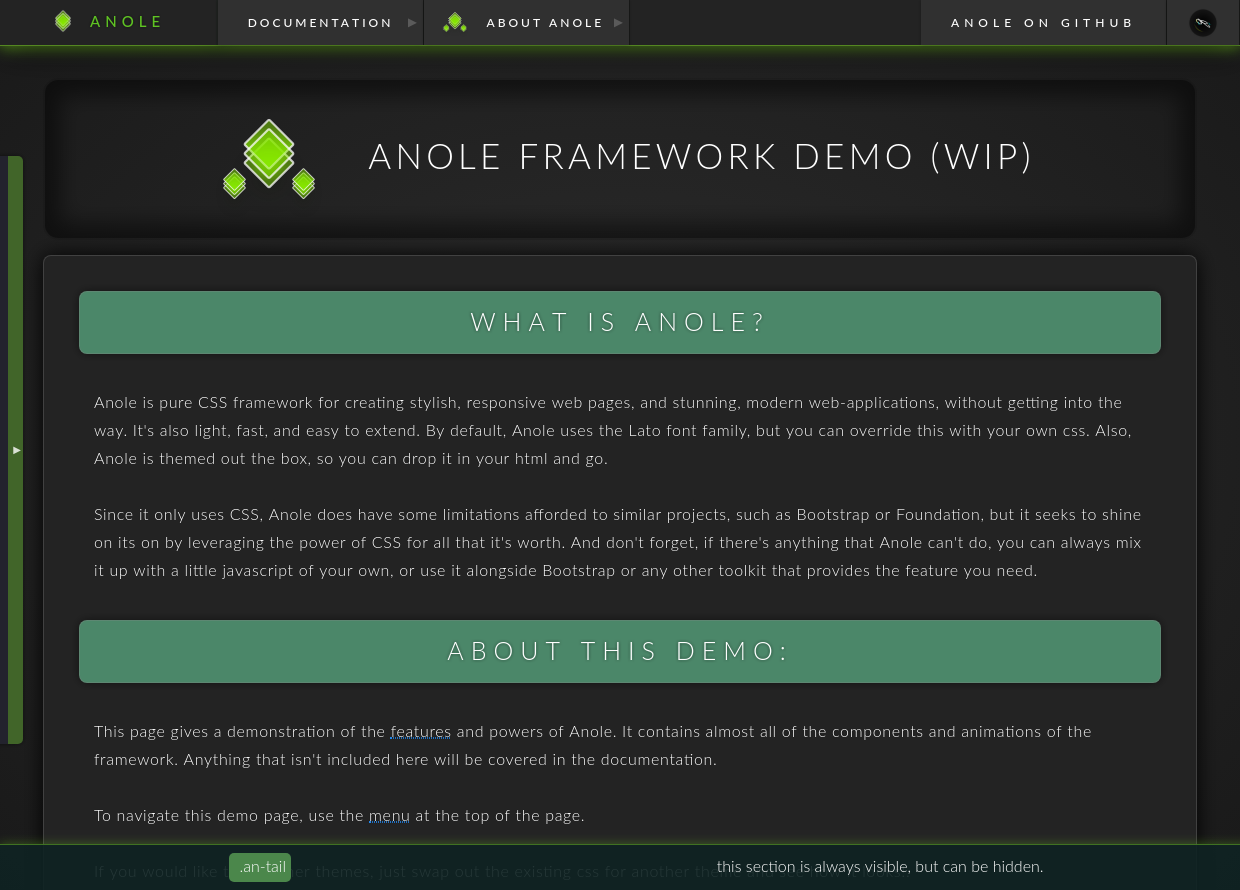 ANOLE
DOCUMENTATION ▶
ABOUT ANOLE ▶
ANOLE ON GITHUB
ANOLE FRAMEWORK DEMO (WIP)
▶
WHAT IS ANOLE?
Anole is pure CSS framework for creating stylish, responsive web pages, and stunning, modern web-applications, without getting into the
way. It's also light, fast, and easy to extend. By default, Anole uses the Lato font family, but you can override this with your own css. Also,
Anole is themed out the box, so you can drop it in your html and go.
Since it only uses CSS, Anole does have some limitations afforded to similar projects, such as Bootstrap or Foundation, but it seeks to shine
on its on by leveraging the power of CSS for all that it's worth. And don't forget, if there's anything that Anole can't do, you can always mix
it up with a little javascript of your own, or use it alongside Bootstrap or any other toolkit that provides the feature you need.
ABOUT THIS DEMO:
This page gives a demonstration of the features and powers of Anole. It contains almost all of the components and animations of the
framework. Anything that isn't included here will be covered in the documentation.
To navigate this demo page, use the menu at the top of the page.
If you would like themes, just swap out the existing css for another
.an-tail
this section is always visible, but can be hidden.